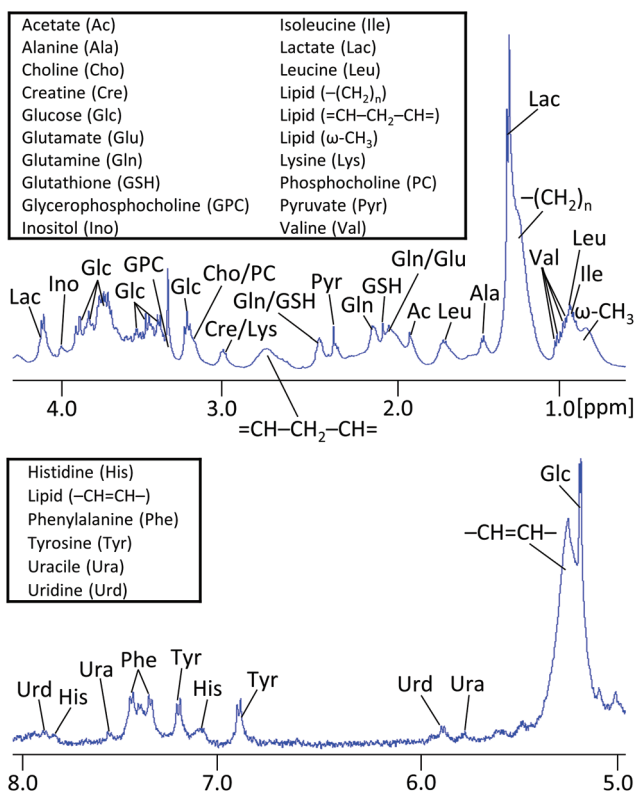 Acetate (Ac)
Alanine (Ala)
Choline (Cho)
Creatine (Cre)
Glucose (Glc)
Glutamate (Glu)
Glutamine (Gln)
Glutathione (GSH)
Glycerophosphocholine (GPC)
Inositol (Ino)
Isoleucine (Ile)
Lactate (Lac)
Leucine (Leu)
Lipid (–(CH₂)ₙ)
Lipid (=CH–CH₂–CH=)
Lipid (ω-CH₃)
Lysine (Lys)
Phosphocholine (PC)
Pyruvate (Pyr)
Valine (Val)
Lac
–(CH₂)ₙ
Lac
Ino
Glc
GPC
Glc
Glc
Cho/PC
Cre/Lys
Gln/GSH
Pyr
Gln
GSH
Gln/Glu
Ac
Leu
Ala
Val
Leu
Ile
ω-CH₃
4.0 3.0 2.0 1.0[ppm]
=CH–CH₂–CH=
Histidine (His)
Lipid (–CH=CH–)
Phenylalanine (Phe)
Tyrosine (Tyr)
Uracile (Ura)
Uridine (Urd)
Glc
–CH=CH–
Urd
His
Ura
Phe
Tyr
His
Tyr
Urd
Ura
8.0 7.0 6.0 5.0